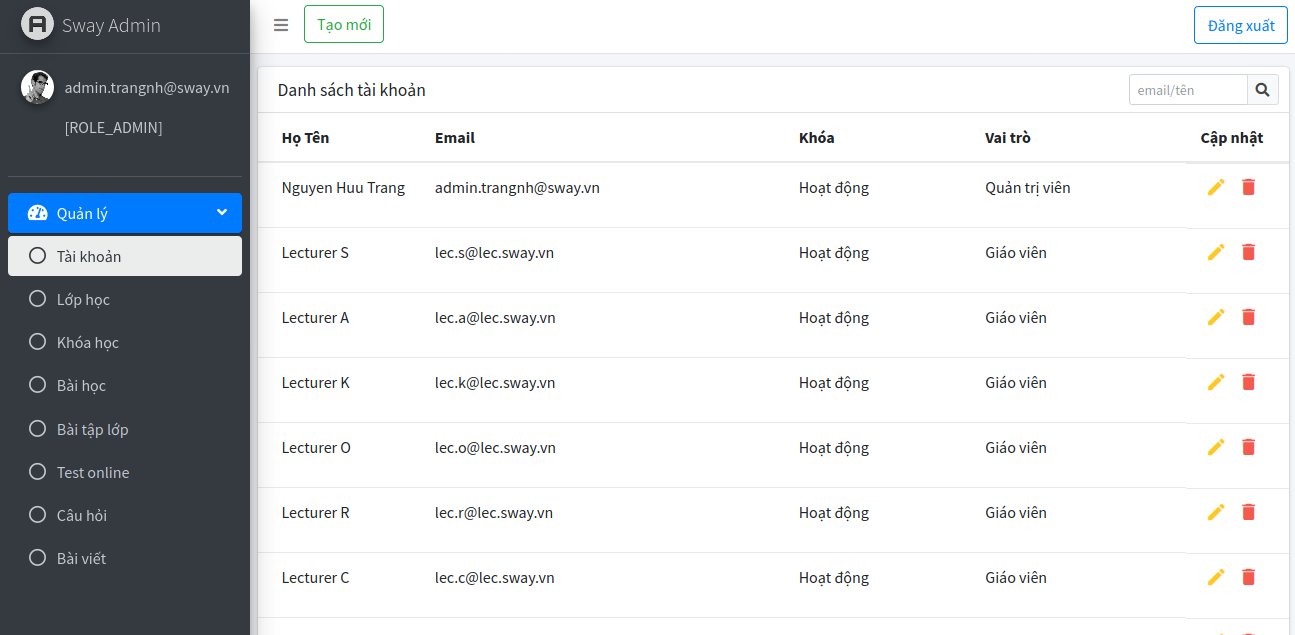 Sway Admin
Tạo mới
Đăng xuất
admin.trangnh@sway.vn
[ROLE_ADMIN]
Quản lý
Tài khoản
Lớp học
Khóa học
Bài học
Bài tập lớp
Test online
Câu hỏi
Bài viết
Danh sách tài khoản
email/tên
Họ Tên Email Khóa Vai trò Cập nhật
Nguyen Huu Trang admin.trangnh@sway.vn Hoạt động Quản trị viên
Lecturer S lec.s@lec.sway.vn Hoạt động Giáo viên
Lecturer A lec.a@lec.sway.vn Hoạt động Giáo viên
Lecturer K lec.k@lec.sway.vn Hoạt động Giáo viên
Lecturer O lec.o@lec.sway.vn Hoạt động Giáo viên
Lecturer R lec.r@lec.sway.vn Hoạt động Giáo viên
Lecturer C lec.c@lec.sway.vn Hoạt động Giáo viên